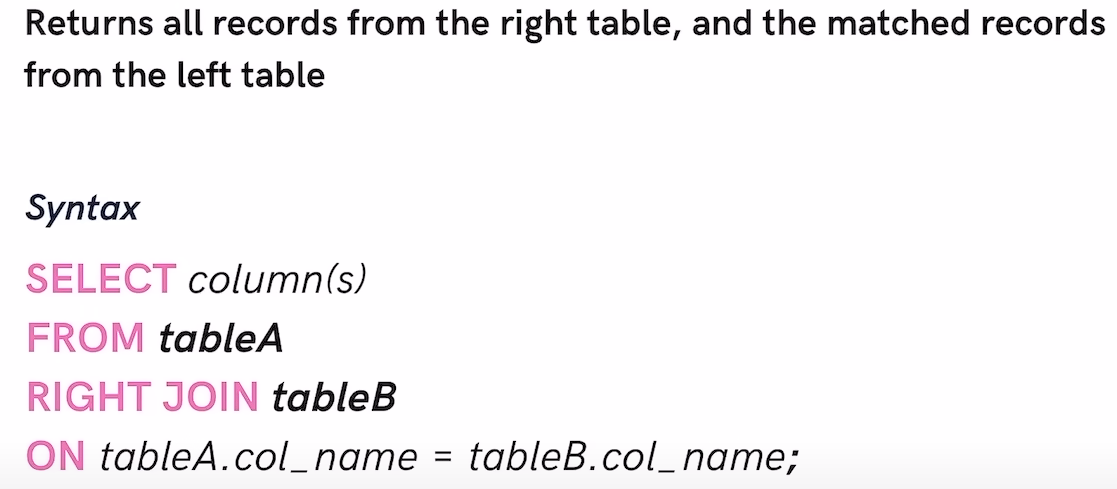 Returns all records from the right table, and the matched records
from the left table
Syntax
SELECT column(s)
FROM tableA
RIGHT JOIN tableB
ON tableA.col_name = tableB.col_name;